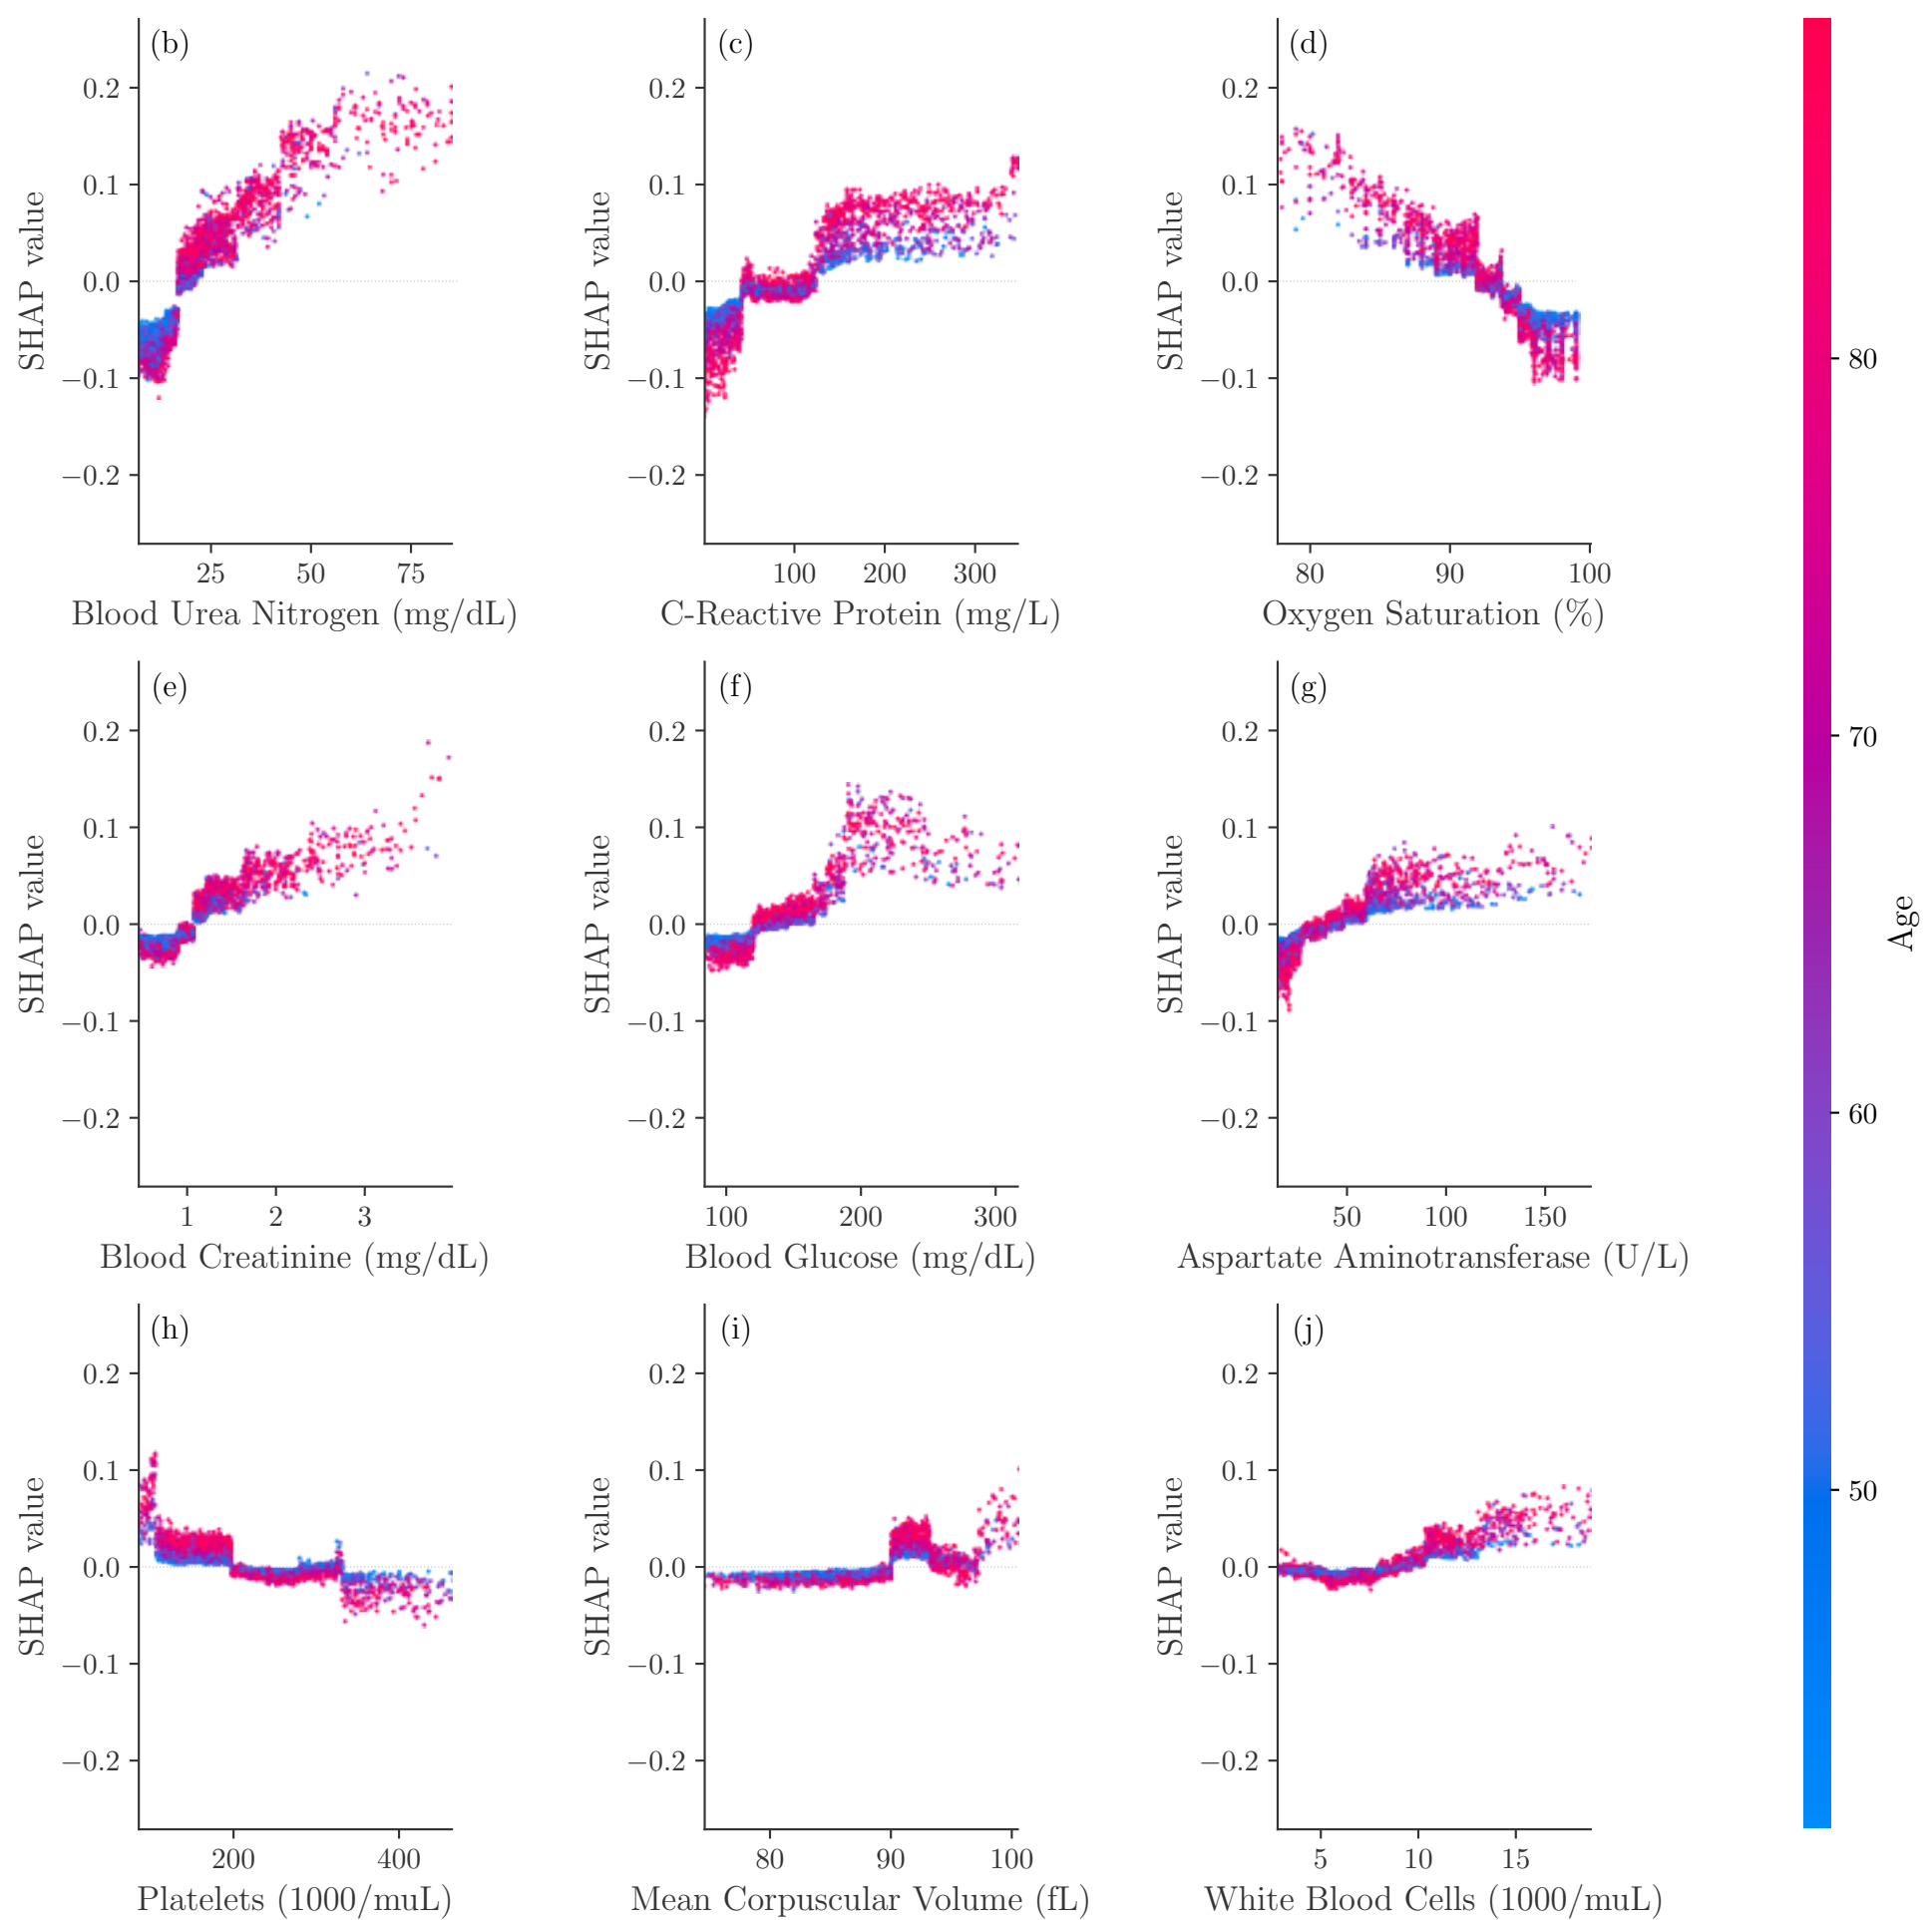 (b)
0.2
0.1
0.0
−0.1
−0.2
SHAP value
25 50 75
Blood Urea Nitrogen (mg/dL)
(c)
0.2
0.1
0.0
−0.1
−0.2
SHAP value
100 200 300
C-Reactive Protein (mg/L)
(d)
0.2
0.1
0.0
−0.1
−0.2
SHAP value
80 90 100
Oxygen Saturation (%)
(e)
0.2
0.1
0.0
−0.1
−0.2
SHAP value
1 2 3
Blood Creatinine (mg/dL)
(f)
0.2
0.1
0.0
−0.1
−0.2
SHAP value
100 200 300
Blood Glucose (mg/dL)
(g)
0.2
0.1
0.0
−0.1
−0.2
SHAP value
50 100 150
Aspartate Aminotransferase (U/L)
(h)
0.2
0.1
0.0
−0.1
−0.2
SHAP value
200 400
Platelets (1000/muL)
(i)
0.2
0.1
0.0
−0.1
−0.2
SHAP value
80 90 100
Mean Corpuscular Volume (fL)
(j)
0.2
0.1
0.0
−0.1
−0.2
SHAP value
5 10 15
White Blood Cells (1000/muL)
80
70
60
50
Age